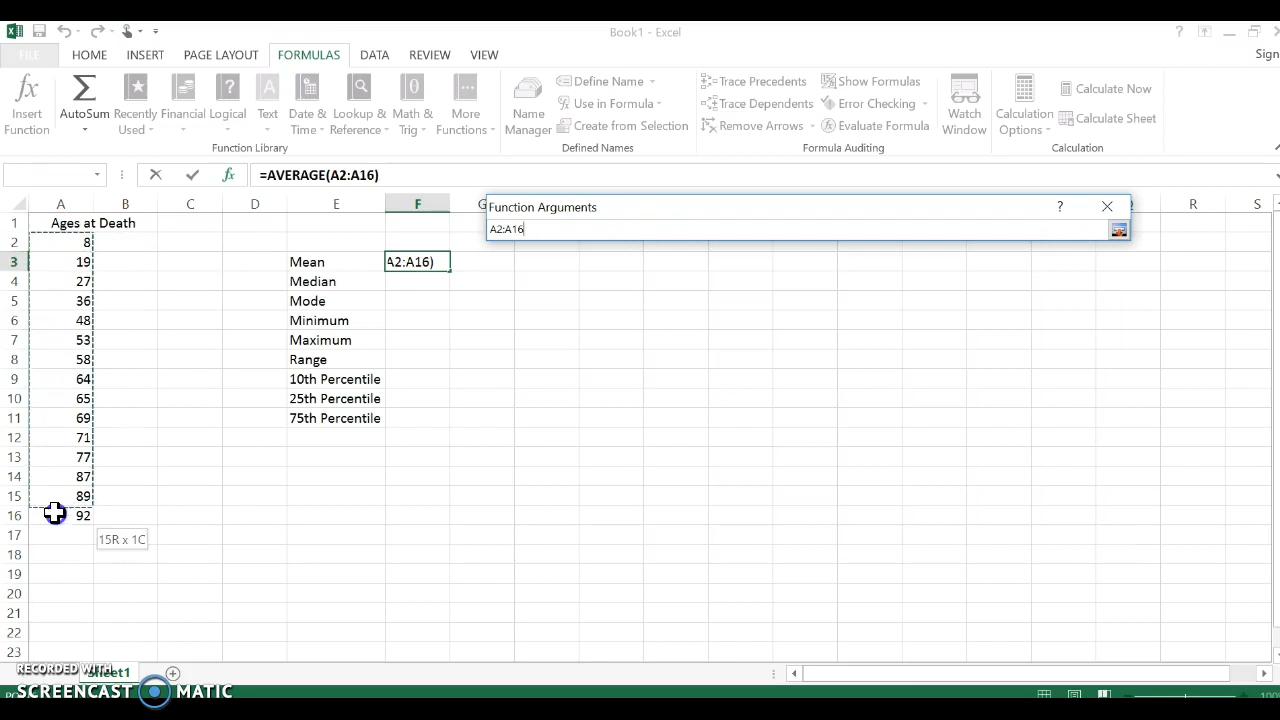 Book1 - Excel
?
Sign
FILE HOME INSERT PAGE LAYOUT FORMULAS DATA REVIEW VIEW
Insert Function
AutoSum
Recently Used
Financial
Logical
Text
Date & Time
Lookup & Reference
Math & Trig
More Functions
Function Library
Name Manager
Define Name
Use in Formula
Create from Selection
Defined Names
Trace Precedents
Trace Dependents
Remove Arrows
Show Formulas
Error Checking
Evaluate Formula
Formula Auditing
Watch Window
Calculation Options
Calculate Now
Calculate Sheet
Calculation
fx =AVERAGE(A2:A16)
A B C D E F G R S
Function Arguments ?
A2:A16
1 Ages at Death
2 8
3 19 Mean A2:A16)
4 27 Median
5 36 Mode
6 48 Minimum
7 53 Maximum
8 58 Range
9 64 10th Percentile
10 65 25th Percentile
11 69 75th Percentile
12 71
13 77
14 87
15 89
16 92
17 15R x 1C
18
19
20
21
22
23
Sheet1
RECORDED WITH
SCREENCAST MATIC
100%